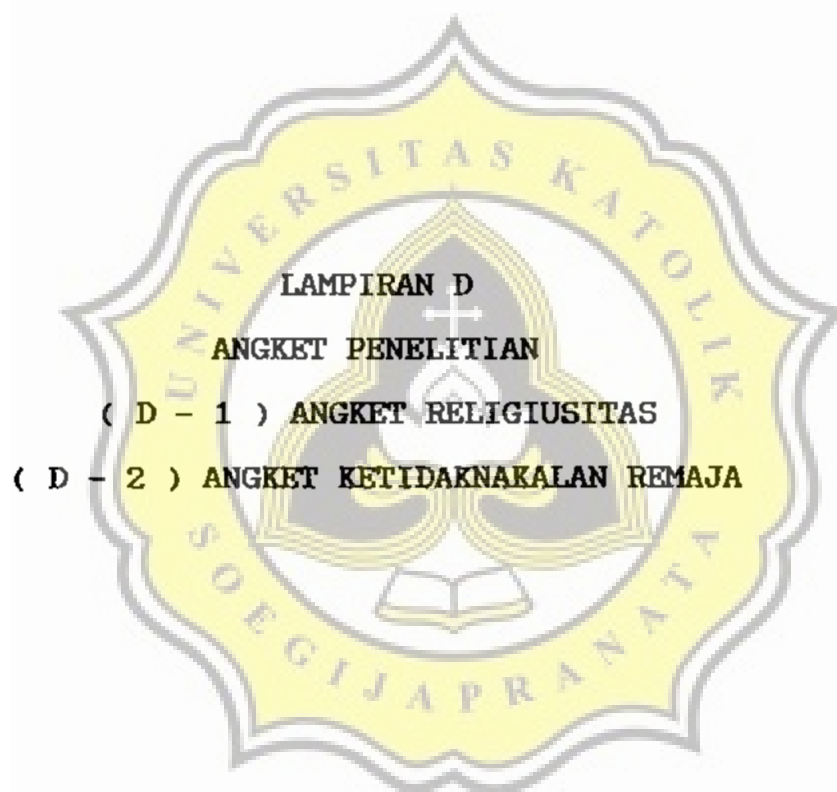 UNIVERSITAS KATOLIK
LAMPIRAN D
ANGKET PENELITIAN
( D - 1 ) ANGKET RELIGIUSITAS
( D - 2 ) ANGKET KETIDAKNAKALAN REMAJA
SOEGIJAPRANATA